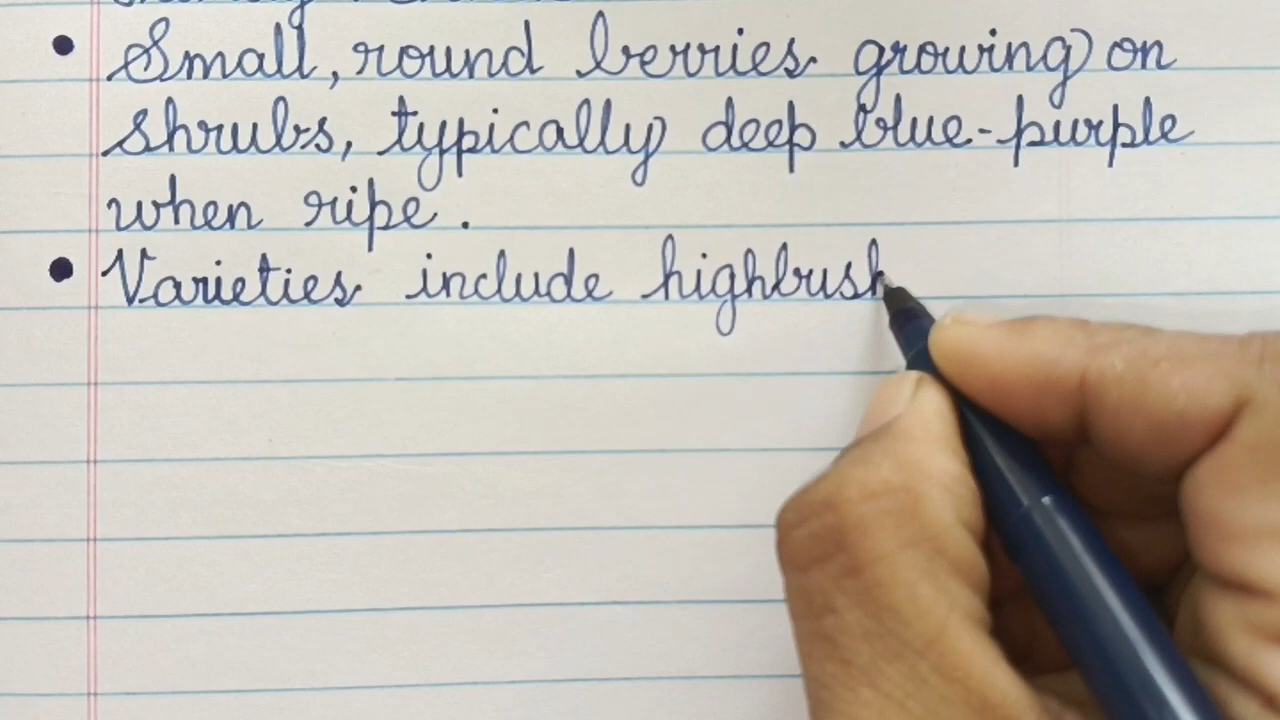 • Small, round berries growing on
shrubs, typically deep blue-purple
when ripe.
• Varieties include highbush